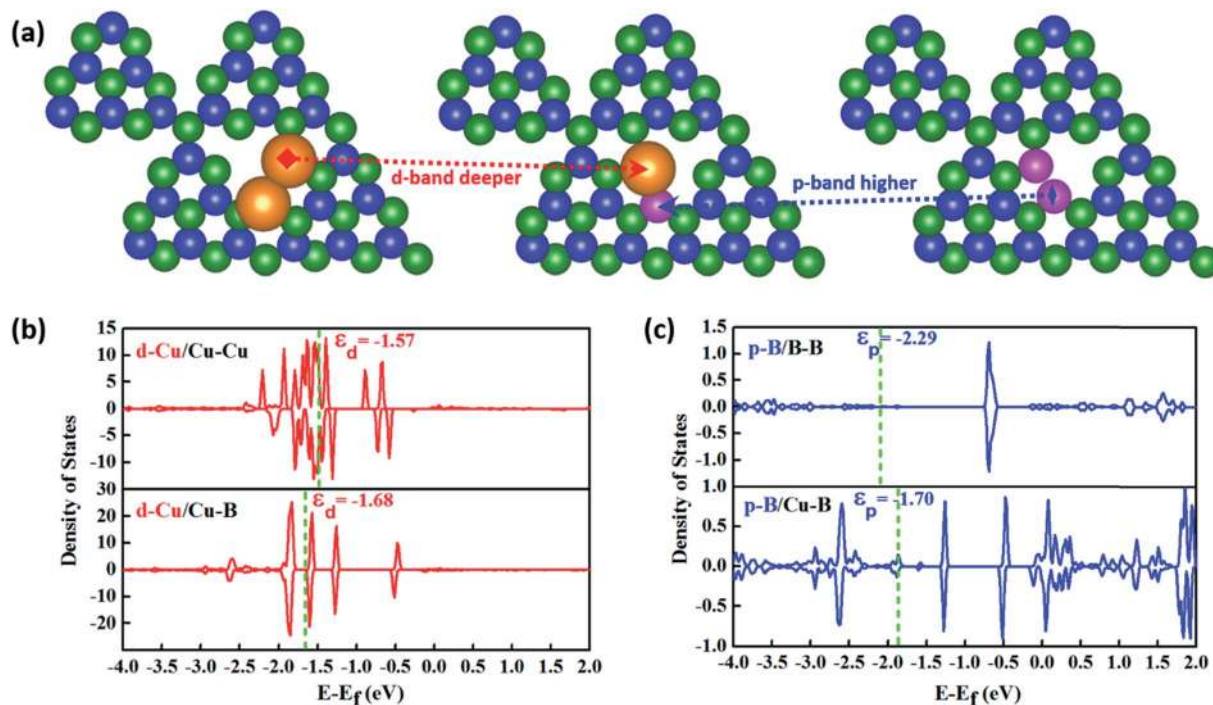 (a)
d-band deeper
p-band higher
(b)
d-Cu/Cu-Cu
εd= -1.57
15
10
5
0
-5
-10
30
d-Cu/Cu-B
εd= -1.68
20
10
0
-10
-20
Density of States
-4.0 -3.5 -3.0 -2.5 -2.0 -1.5 -1.0 -0.5 0.0 0.5 1.0 1.5 2.0
E-Ef (eV)
(c)
p-B/B-B
εp= -2.29
1.5
1.0
0.5
0.0
-0.5
-1.0
1.0
p-B/Cu-B
εp= -1.70
0.5
0.0
-0.5
-1.0
Density of States
-4.0 -3.5 -3.0 -2.5 -2.0 -1.5 -1.0 -0.5 0.0 0.5 1.0 1.5 2.0
E-Ef (eV)